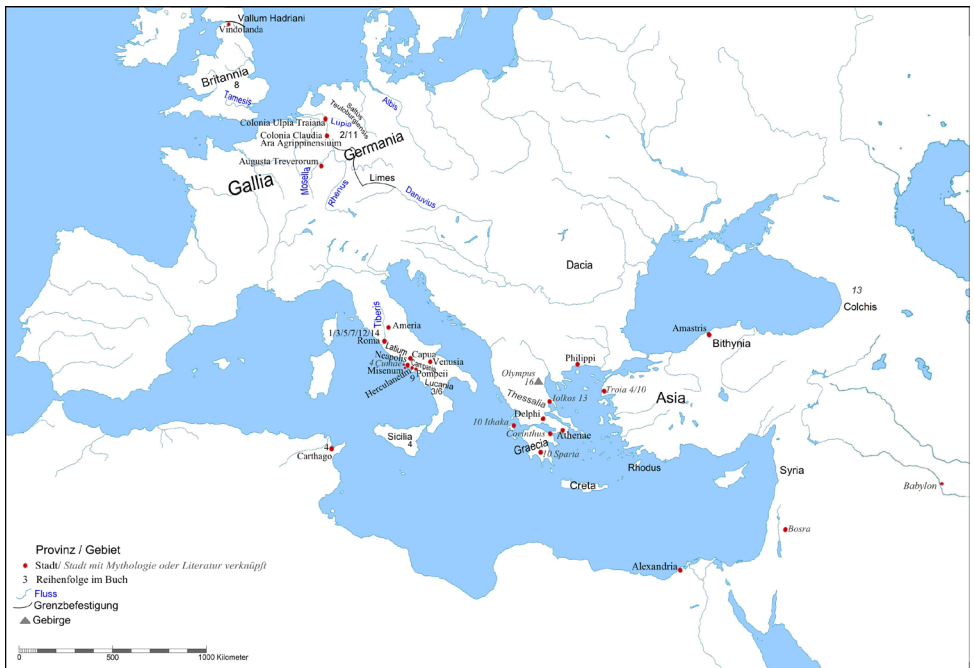 Vallum Hadriani
Vindolanda
Britannia
8
Tamesis
Albis
Saltus
Teutoburgiensis
Colonia Ulpia Traiana
Lupia
2/11
Colonia Claudia
Ara Agrippinensium
Germania
Augusta Treverorum
Gallia
Mosella
Rhenus
Limes
Danuvius
Dacia
13
Colchis
Tiberis
Ameria
1/3/5/7/12/14
Roma
Latium
Neapolis
Capua
4 Cumae
Campania
Venusia
Misenum
Pompeii
Herculaneum
9
Lucania
3/6
Amastris
Bithynia
Philippi
Olympus
16
Troia 4/10
Asia
Thessalia
Iolkos 13
Delphi
10 Ithaka
Corinthus
Athenae
Graecia
10 Sparta
Sicilia
4
4
Carthago
Rhodus
Creta
Syria
Babylon
Bosra
Alexandria
Provinz / Gebiet
Stadt/ Stadt mit Mythologie oder Literatur verknüpft
3 Reihenfolge im Buch
Fluss
Grenzbefestigung
Gebirge
0 500 1000 Kilometer